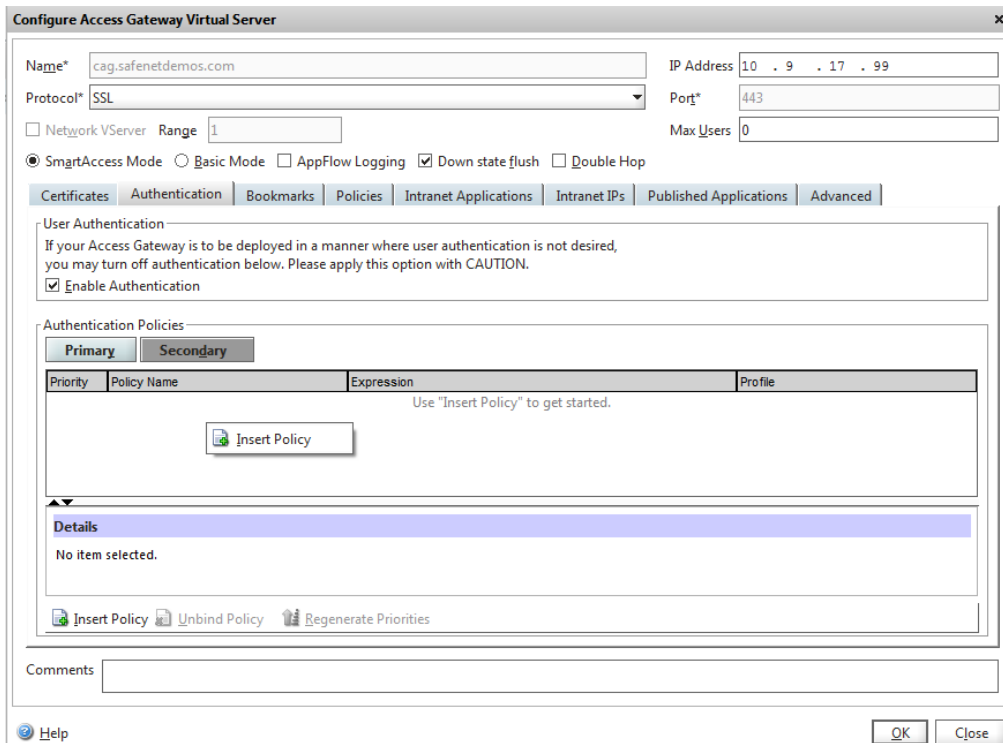 Configure Access Gateway Virtual Server x
Name* cag.safenetdemos.com IP Address 10 . 9 . 17 . 99
Protocol* SSL Port* 443
Network VServer Range 1 Max Users 0
SmartAccess Mode Basic Mode AppFlow Logging Down state flush Double Hop
Certificates Authentication Bookmarks Policies Intranet Applications Intranet IPs Published Applications Advanced
User Authentication
If your Access Gateway is to be deployed in a manner where user authentication is not desired,
you may turn off authentication below. Please apply this option with CAUTION.
Enable Authentication
Authentication Policies
Primary Secondary
Priority Policy Name Expression Profile
Use "Insert Policy" to get started.
Insert Policy
Details
No item selected.
Insert Policy Unbind Policy Regenerate Priorities
Comments
Help OK Close